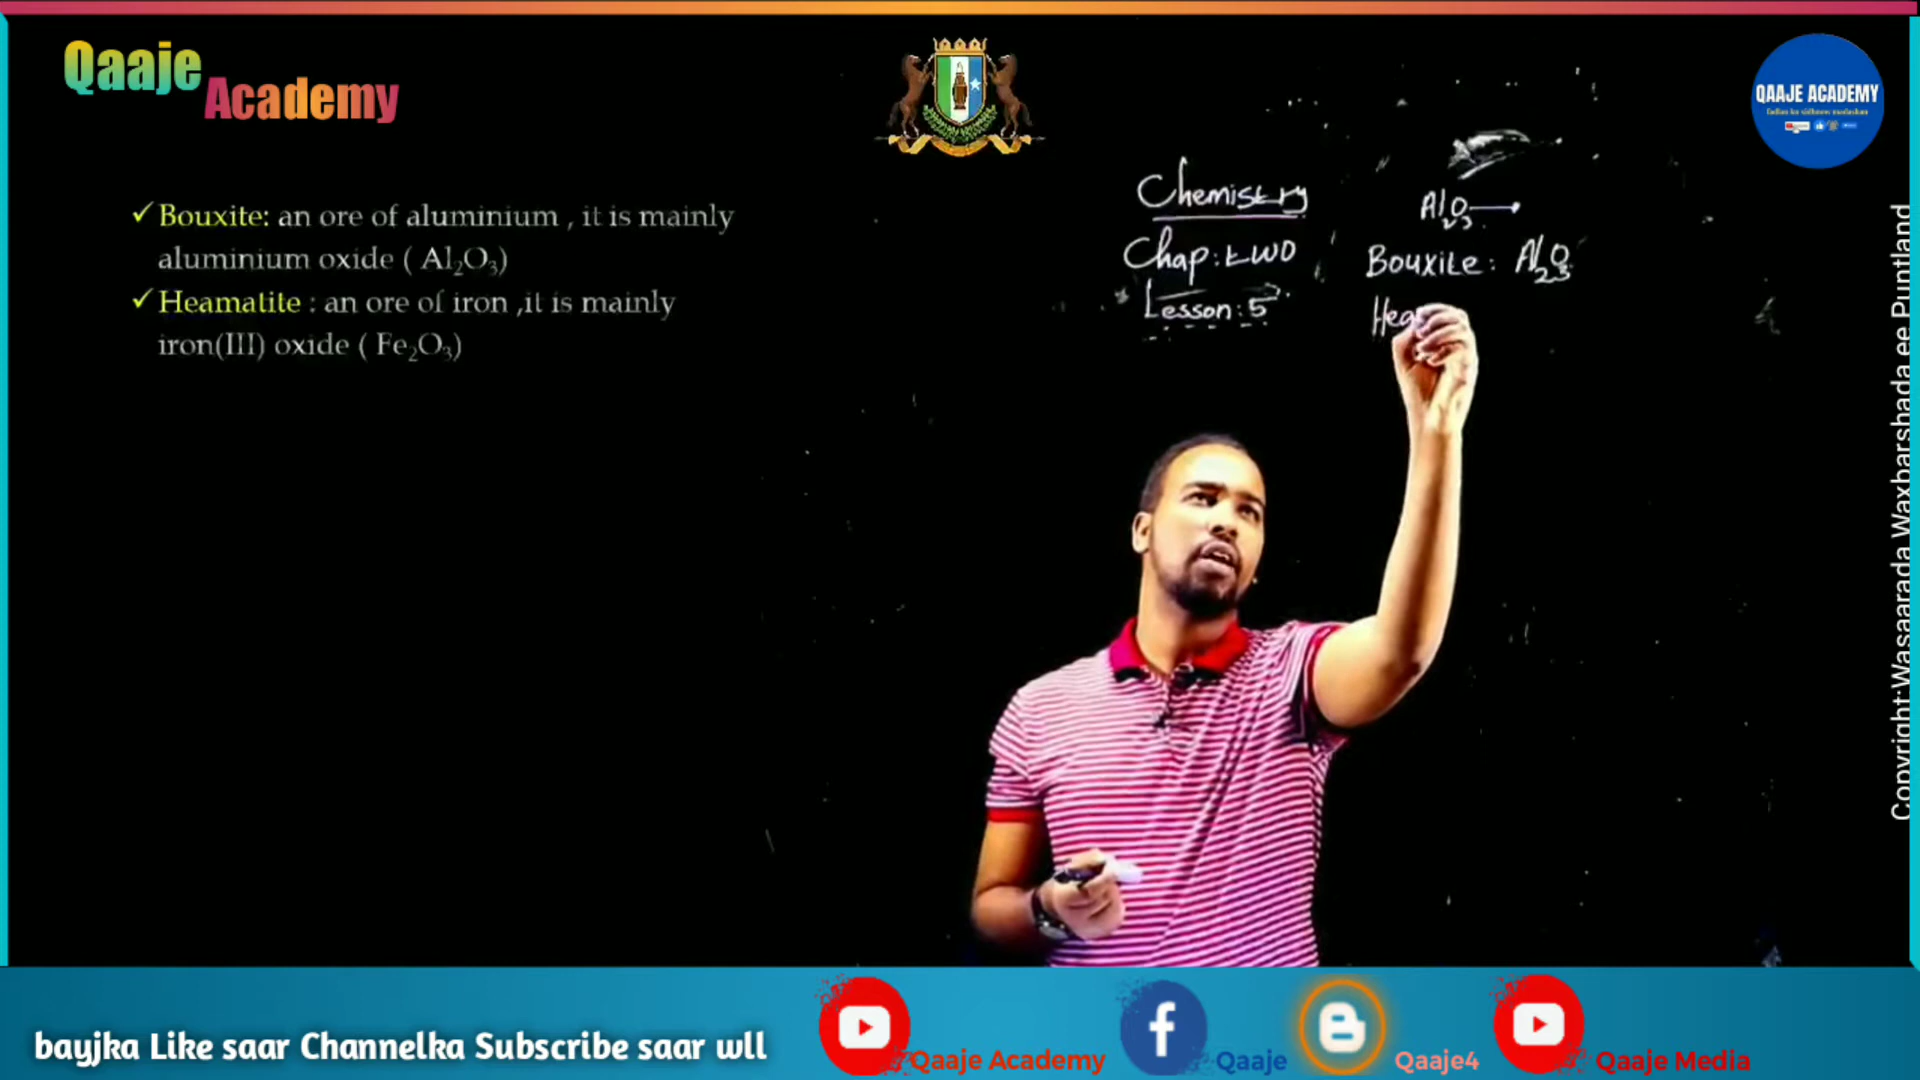 Qaaje
Academy
QAAJE ACADEMY
✓Bouxite: an ore of aluminium , it is mainly
aluminium oxide ( Al₂O₃)
✓Heamatite : an ore of iron ,it is mainly
iron(III) oxide ( Fe₂O₃)
Chemistry
Chap: two
Lesson: 5
Al₂O₃ →
Bouxite: Al₂O₃
Hea
Copyright:Wasaarada Waxbarshada ee Puntland
bayjka Like saar Channelka Subscribe saar wll
Qaaje Academy
Qaaje
Qaaje4
Qaaje Media